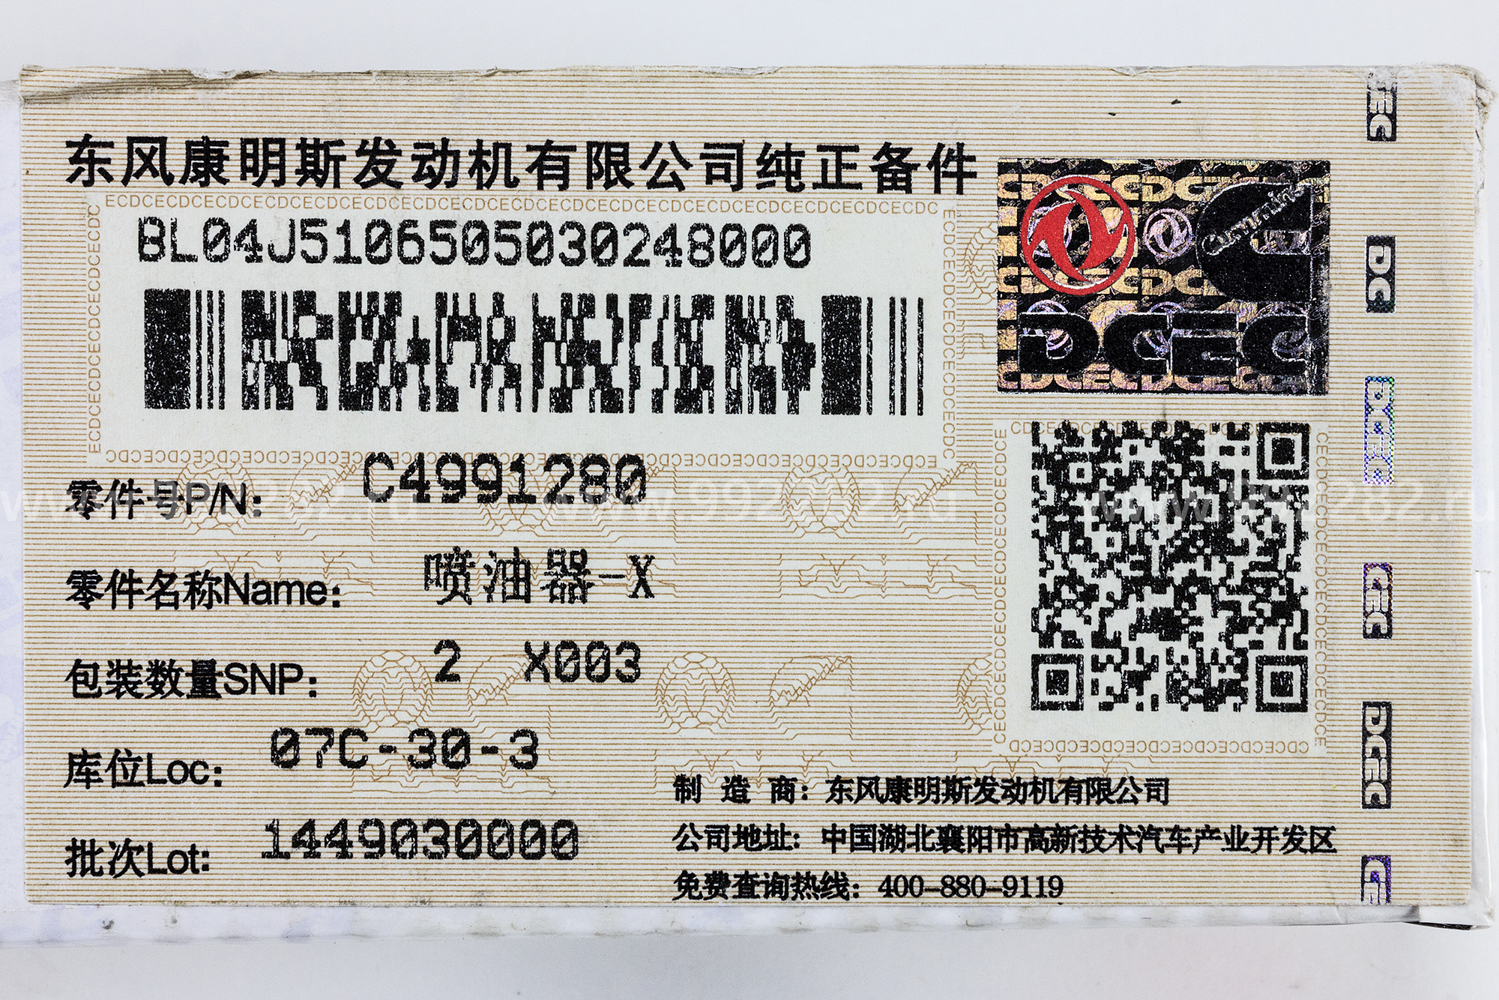 东风康明斯发动机有限公司纯正备件
BL04J5106505030248000
零件号P/N: C4991280
零件名称Name: 喷油器-X
包装数量SNP: 2 X003
库位Loc: 07C-30-3
批次Lot: 1449030000
DCEC
Cummins
制 造 商: 东风康明斯发动机有限公司
公司地址: 中国湖北襄阳市高新技术汽车产业开发区
免费查询热线: 400-880-9119
www.992262.ru